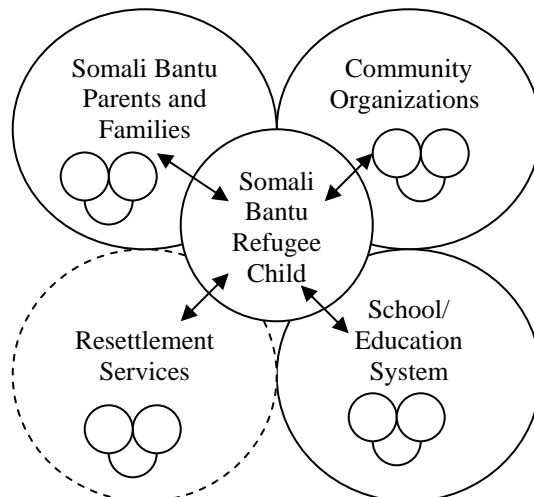 Somali Bantu
Parents and
Families
Community
Organizations
Somali
Bantu
Refugee
Child
Resettlement
Services
School/
Education
System